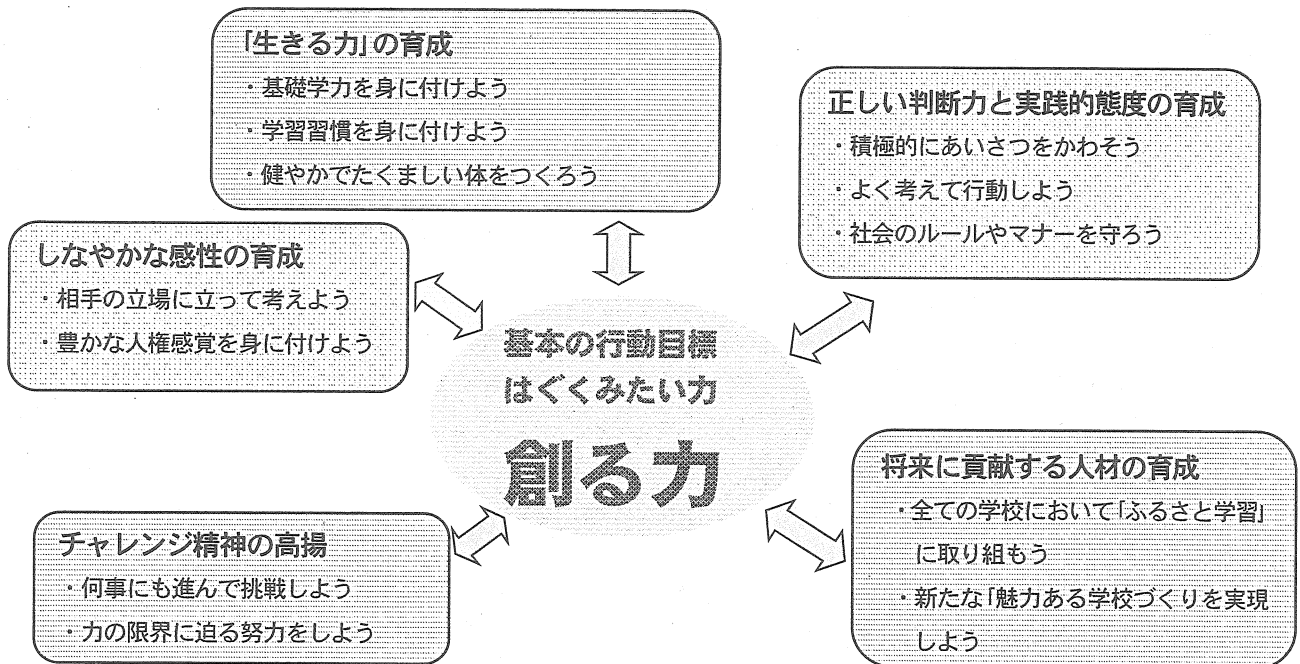 「生きる力」の育成
・基礎学力を身に付けよう
・学習習慣を身に付けよう
・健やかでたくましい体をつくろう
正しい判断力と実践的態度の育成
・積極的にあいさつをかわそう
・よく考えて行動しよう
・社会のルールやマナーを守ろう
しなやかな感性の育成
・相手の立場に立って考えよう
・豊かな人権感覚を身に付けよう
基本の行動目標
はぐくみたい力
創る力
将来に貢献する人材の育成
・全ての学校において「ふるさと学習」
に取り組もう
・新たな「魅力ある学校づくりを実現
しよう
チャレンジ精神の高揚
・何事にも進んで挑戦しよう
・力の限界に迫る努力をしよう